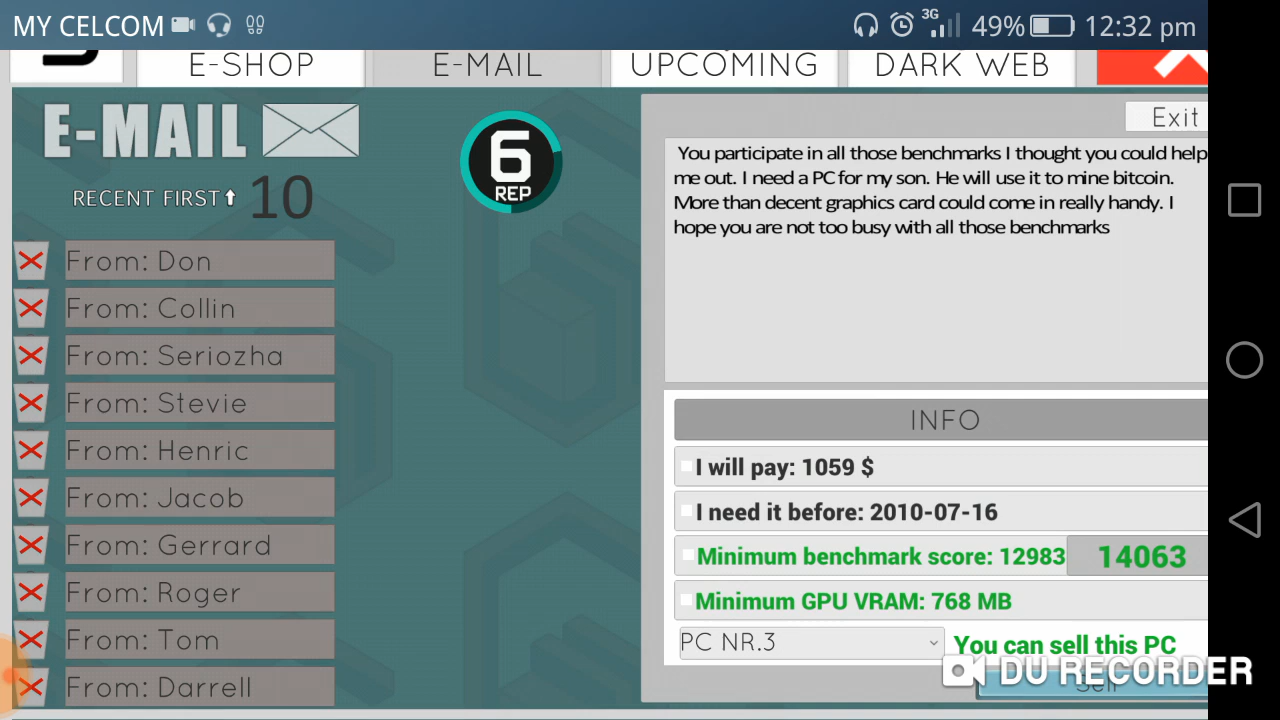 MY CELCOM
3G
49%
12:32 pm
E-SHOP
E-MAIL
UPCOMING
DARK WEB
E-MAIL
RECENT FIRST
10
6
REP
Exit
You participate in all those benchmarks I thought you could help
me out. I need a PC for my son. He will use it to mine bitcoin.
More than decent graphics card could come in really handy. I
hope you are not too busy with all those benchmarks
From: Don
From: Collin
From: Seriozha
From: Stevie
From: Henric
From: Jacob
From: Gerrard
From: Roger
From: Tom
From: Darrell
INFO
I will pay: 1059 $
I need it before: 2010-07-16
Minimum benchmark score: 12983
14063
Minimum GPU VRAM: 768 MB
PC NR.3
You can sell this PC
DU RECORDER
Sell